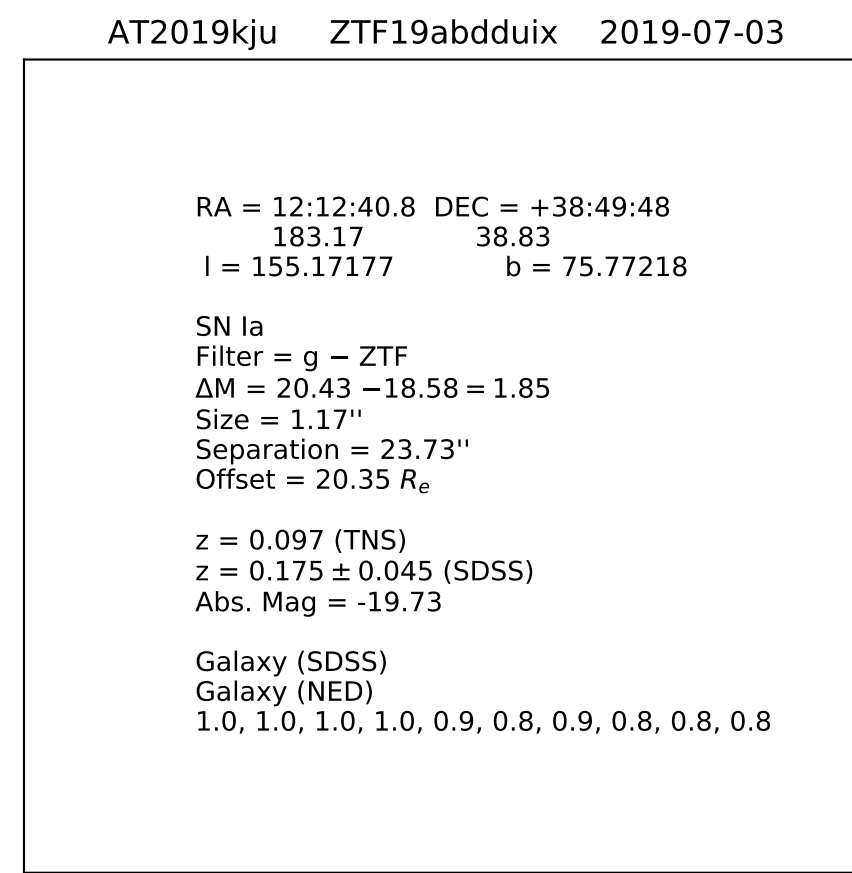 AT2019kju ZTF19abdduix 2019-07-03
RA = 12:12:40.8 DEC = +38:49:48
183.17 38.83
l = 155.17177 b = 75.77218
SN Ia
Filter = g − ZTF
ΔM = 20.43 −18.58 = 1.85
Size = 1.17''
Separation = 23.73''
Offset = 20.35 Rₑ
z = 0.097 (TNS)
z = 0.175 ± 0.045 (SDSS)
Abs. Mag = -19.73
Galaxy (SDSS)
Galaxy (NED)
1.0, 1.0, 1.0, 1.0, 0.9, 0.8, 0.9, 0.8, 0.8, 0.8